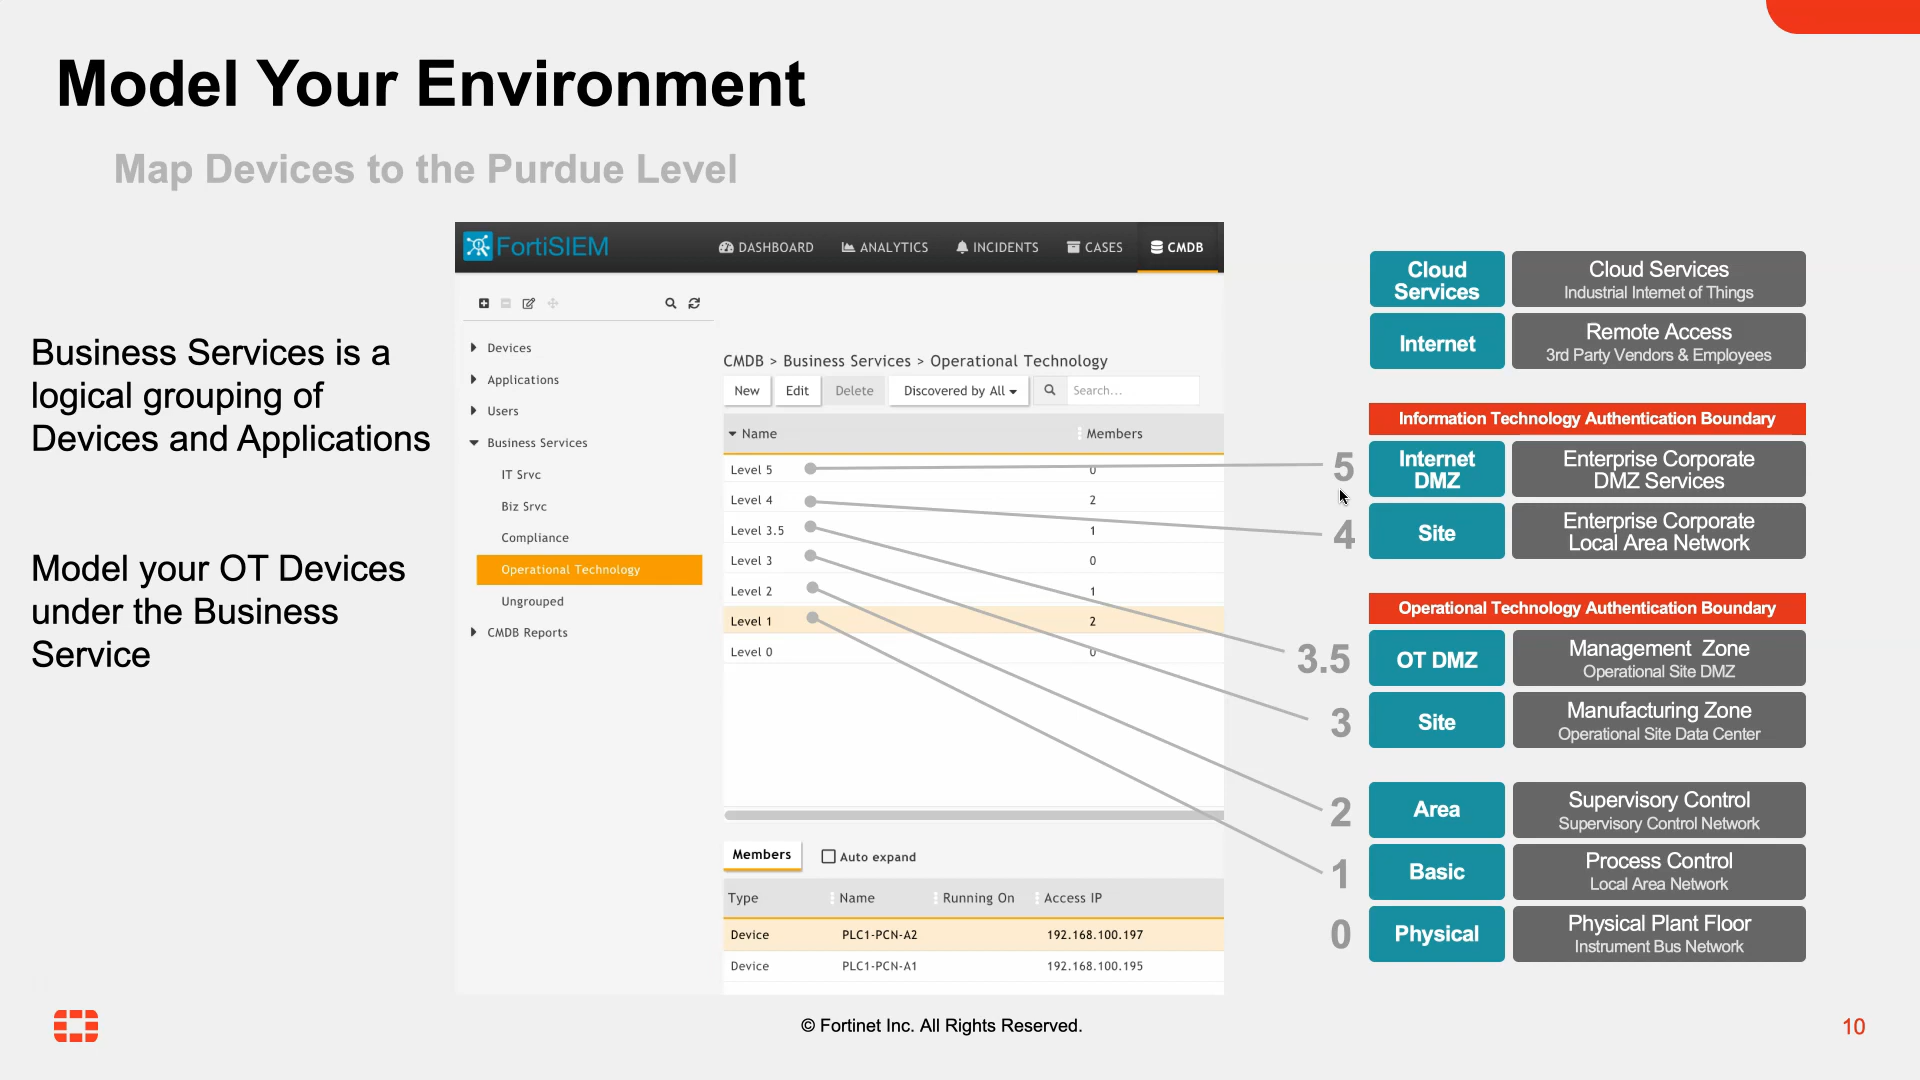 Model Your Environment
Map Devices to the Purdue Level
Business Services is a
logical grouping of
Devices and Applications
Model your OT Devices
under the Business
Service
FortiSIEM
DASHBOARD
ANALYTICS
INCIDENTS
CASES
CMDB
Devices
Applications
Users
Business Services
IT Srvc
Biz Srvc
Compliance
Operational Technology
Ungrouped
CMDB Reports
CMDB > Business Services > Operational Technology
New Edit Delete Discovered by All Search...
Name Members
Level 5 0
Level 4 2
Level 3.5 1
Level 3 0
Level 2 1
Level 1 2
Level 0 0
Members Auto expand
Type Name Running On Access IP
Device PLC1-PCN-A2 192.168.100.197
Device PLC1-PCN-A1 192.168.100.195
Cloud
Services
Cloud Services
Industrial Internet of Things
Internet
Remote Access
3rd Party Vendors & Employees
Information Technology Authentication Boundary
5
Internet
DMZ
Enterprise Corporate
DMZ Services
4
Site
Enterprise Corporate
Local Area Network
Operational Technology Authentication Boundary
3.5
OT DMZ
Management Zone
Operational Site DMZ
3
Site
Manufacturing Zone
Operational Site Data Center
2
Area
Supervisory Control
Supervisory Control Network
1
Basic
Process Control
Local Area Network
0
Physical
Physical Plant Floor
Instrument Bus Network
© Fortinet Inc. All Rights Reserved.
10